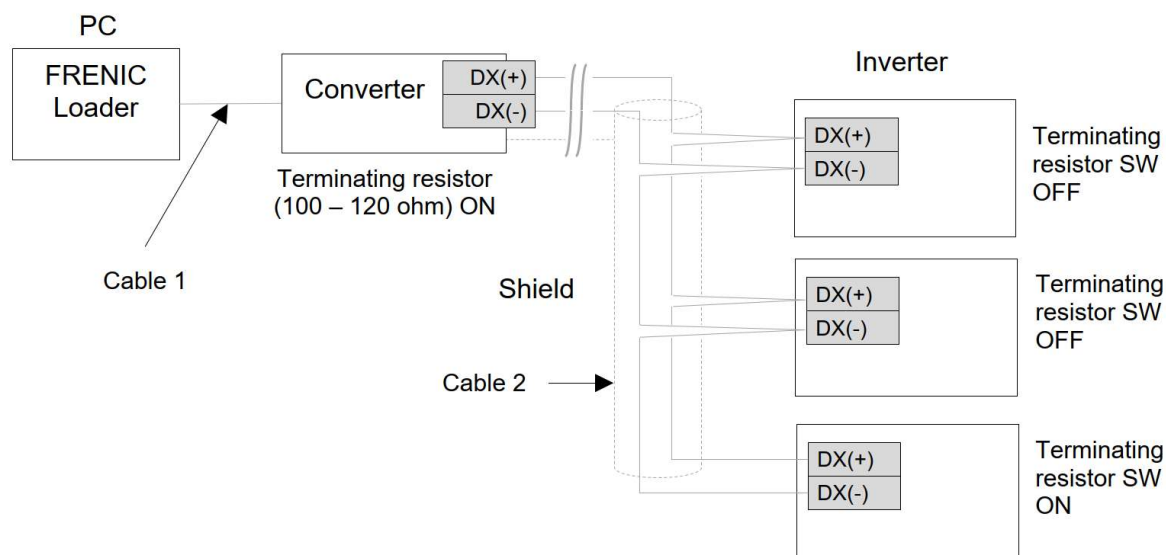 PC
FRENIC
Loader
Cable 1
Converter
DX(+)
DX(-)
Terminating resistor
(100 – 120 ohm) ON
Shield
Cable 2
Inverter
DX(+)
DX(-)
Terminating
resistor SW
OFF
DX(+)
DX(-)
Terminating
resistor SW
OFF
DX(+)
DX(-)
Terminating
resistor SW
ON